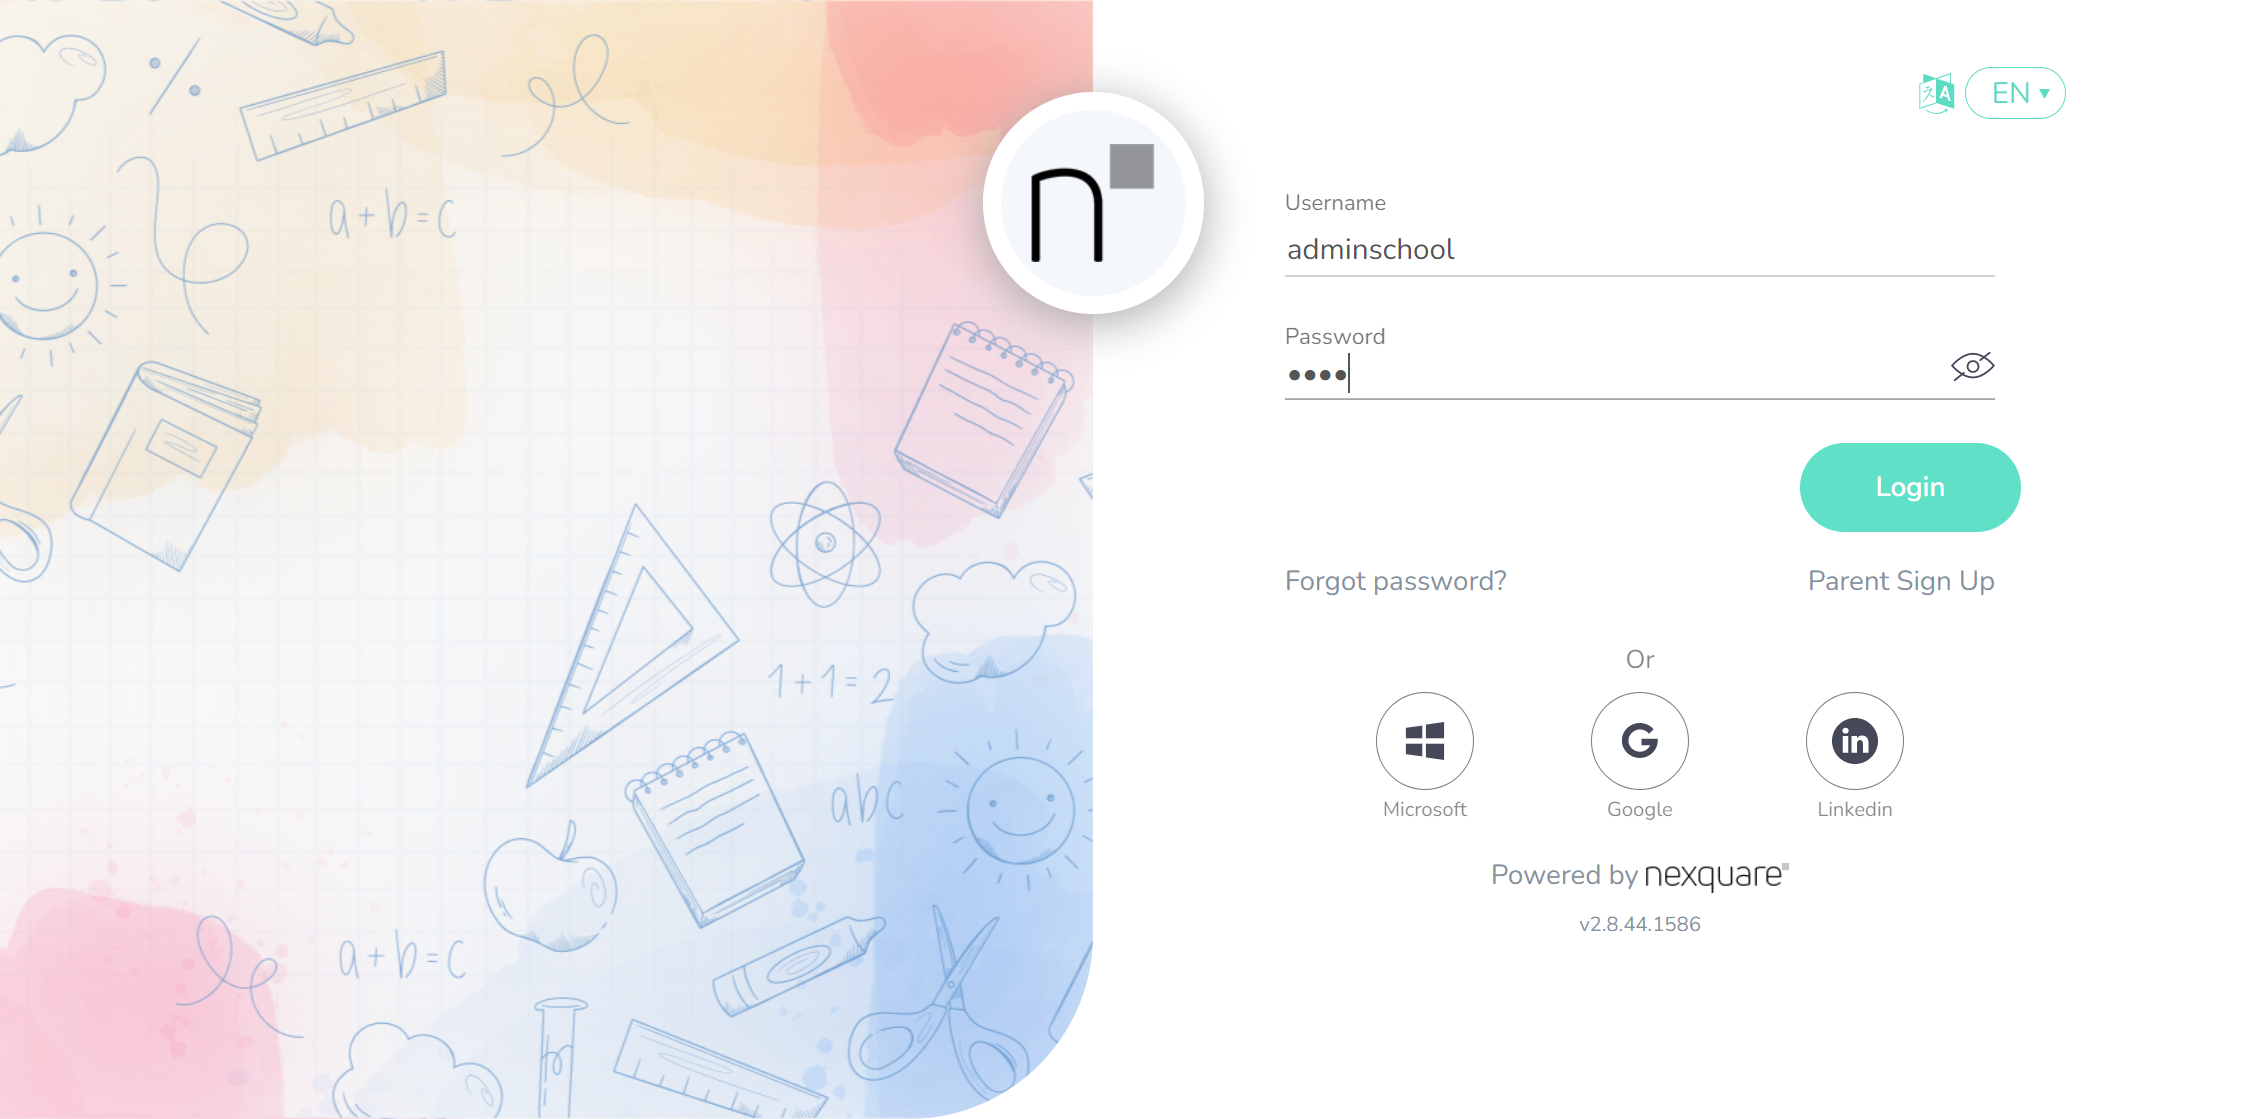 a+b=c
1+1=2
abc
a+b=c
n
EN
Username
adminschool
Password
••••
Login
Forgot password?
Parent Sign Up
Or
Microsoft
Google
Linkedin
Powered by nexquare
v2.8.44.1586